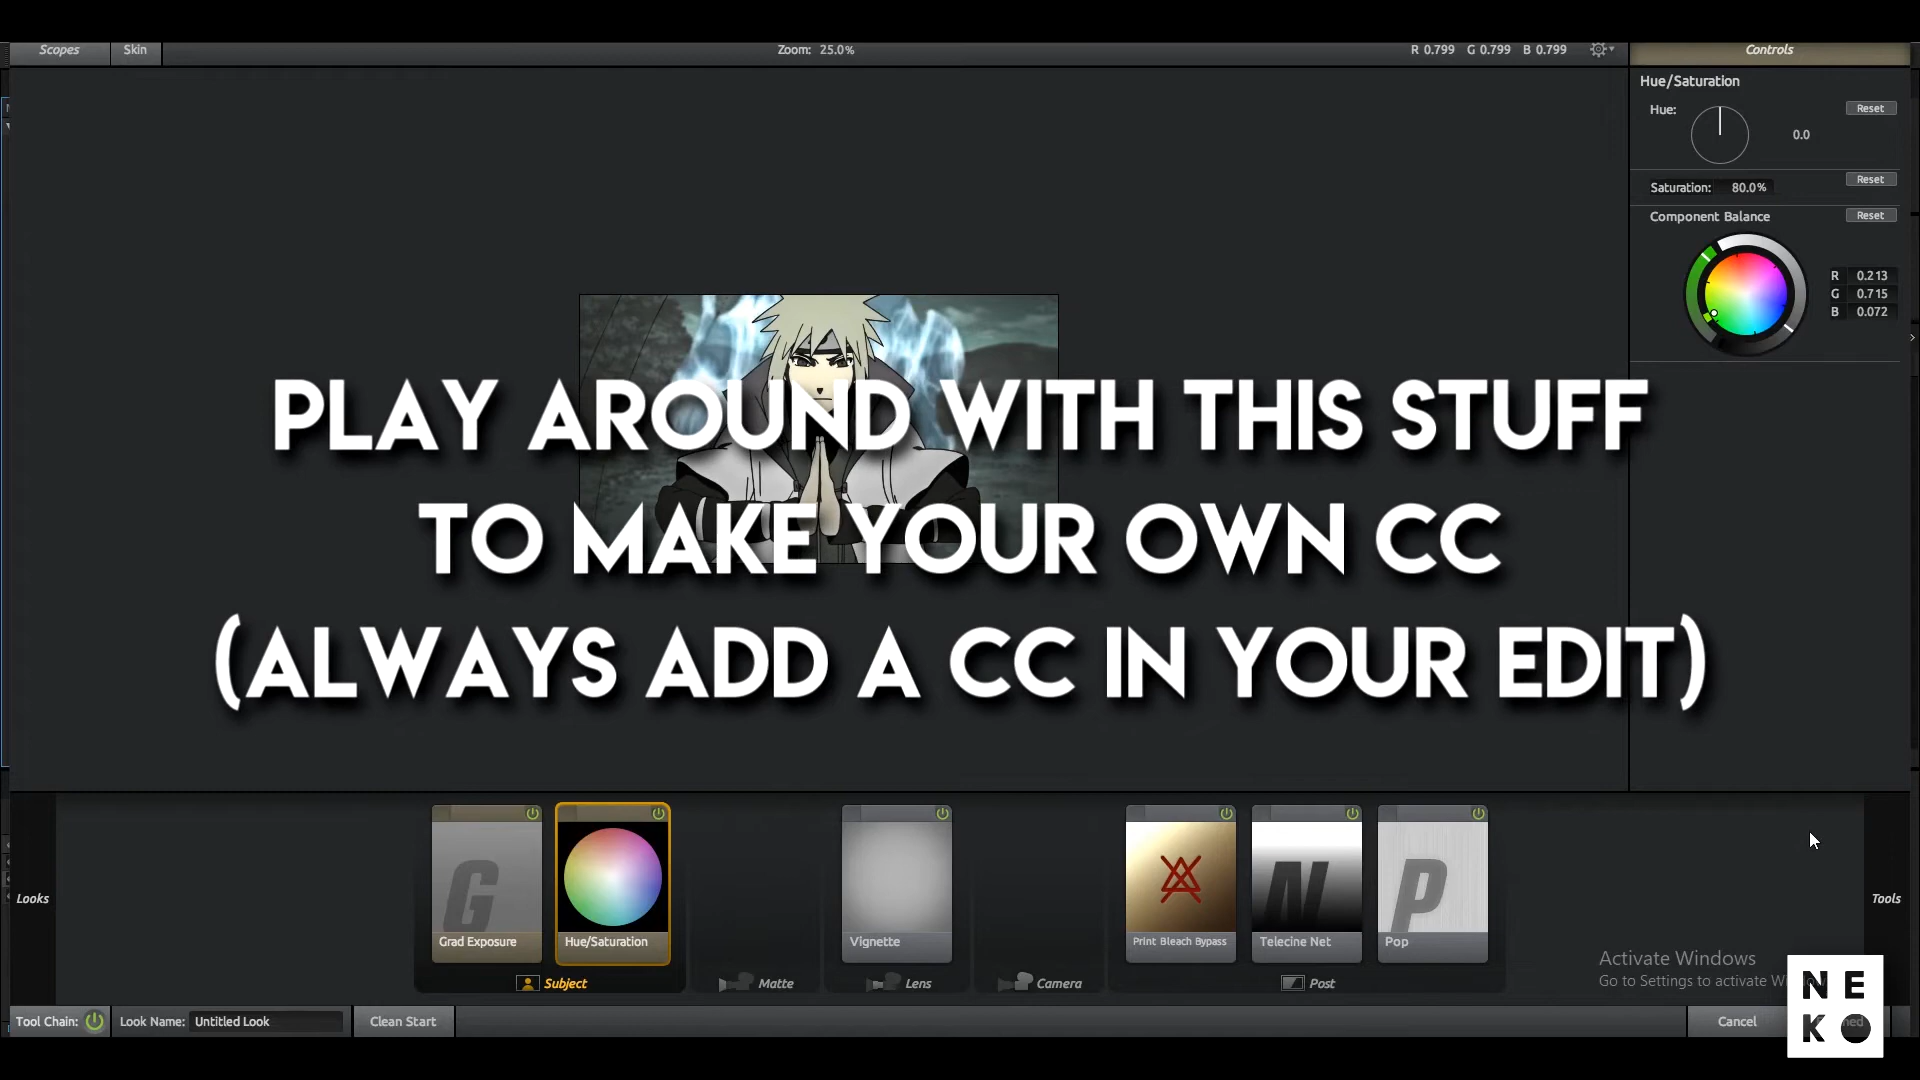 Scopes
Skin
Zoom: 25.0%
R 0.799 G 0.799 B 0.799
Controls
Hue/Saturation
Hue:
Reset
0.0
Saturation: 80.0%
Reset
Component Balance
Reset
R 0.213
G 0.715
B 0.072
PLAY AROUND WITH THIS STUFF
TO MAKE YOUR OWN CC
(ALWAYS ADD A CC IN YOUR EDIT)
G
N
P
Grad Exposure
Hue/Saturation
Vignette
Print Bleach Bypass
Telecine Net
Pop
Looks
Tools
Subject
Matte
Lens
Camera
Post
Activate Windows
Go to Settings to activate
Tool Chain:
Look Name: Untitled Look
Clean Start
Cancel
NE
KO